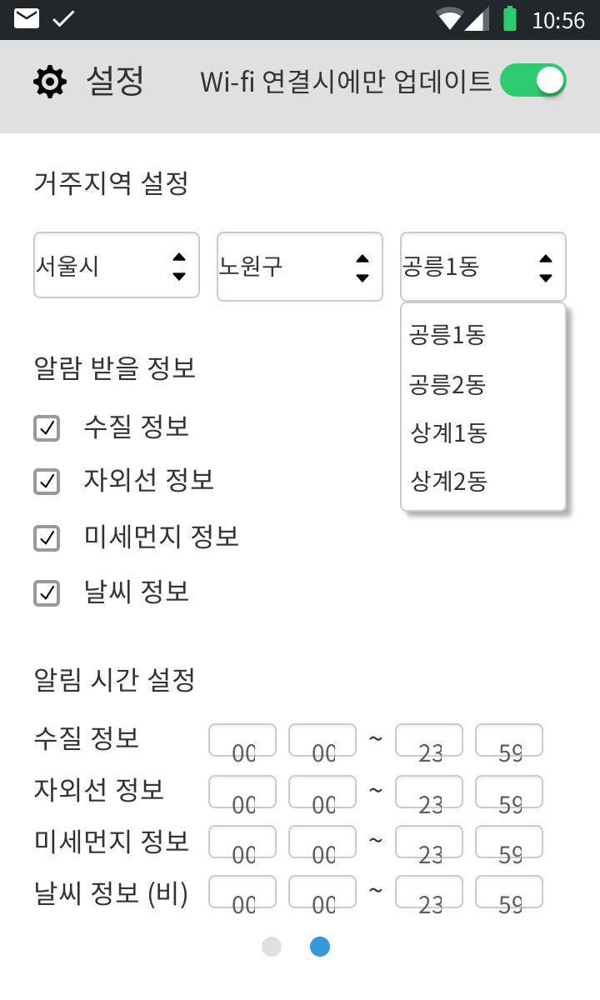 10:56
설정 Wi-fi 연결시에만 업데이트
거주지역 설정
서울시 노원구 공릉1동
공릉1동
공릉2동
상계1동
상계2동
알람 받을 정보
수질 정보
자외선 정보
미세먼지 정보
날씨 정보
알림 시간 설정
수질 정보 00 00 ~ 23 59
자외선 정보 00 00 ~ 23 59
미세먼지 정보 00 00 ~ 23 59
날씨 정보 (비) 00 00 ~ 23 59